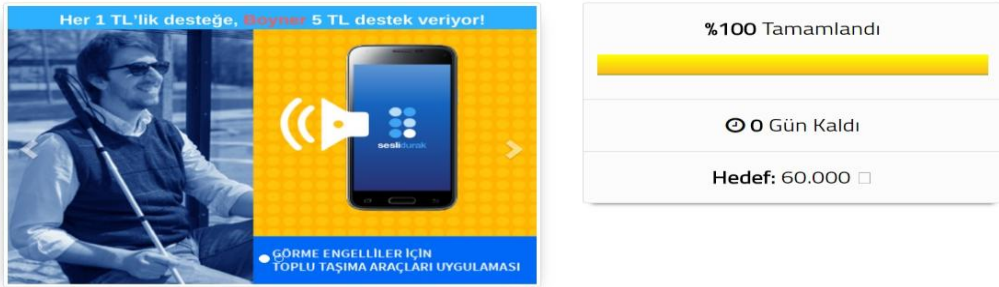 Her 1 TL'lik desteğe, Boyner 5 TL destek veriyor!
seslidurak
GÖRME ENGELLİLER İÇİN
TOPLU TAŞIMA ARAÇLARI UYGULAMASI
%100 Tamamlandı
0 Gün Kaldı
Hedef: 60.000